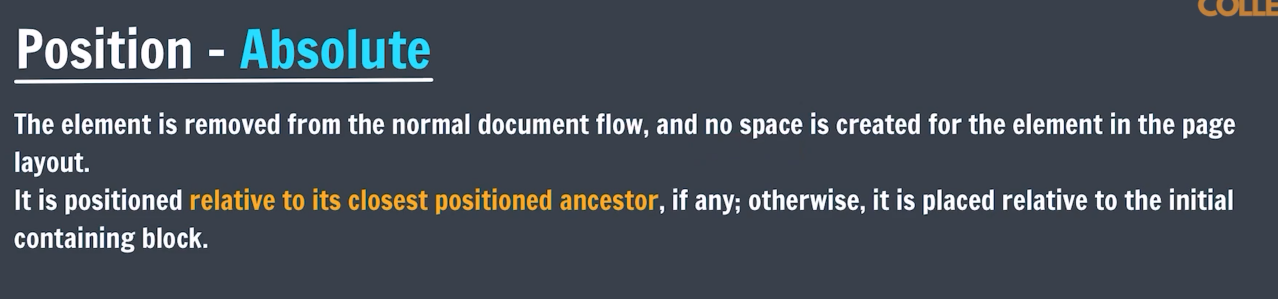 COLLE
Position - Absolute
The element is removed from the normal document flow, and no space is created for the element in the page
layout.
It is positioned relative to its closest positioned ancestor, if any; otherwise, it is placed relative to the initial
containing block.